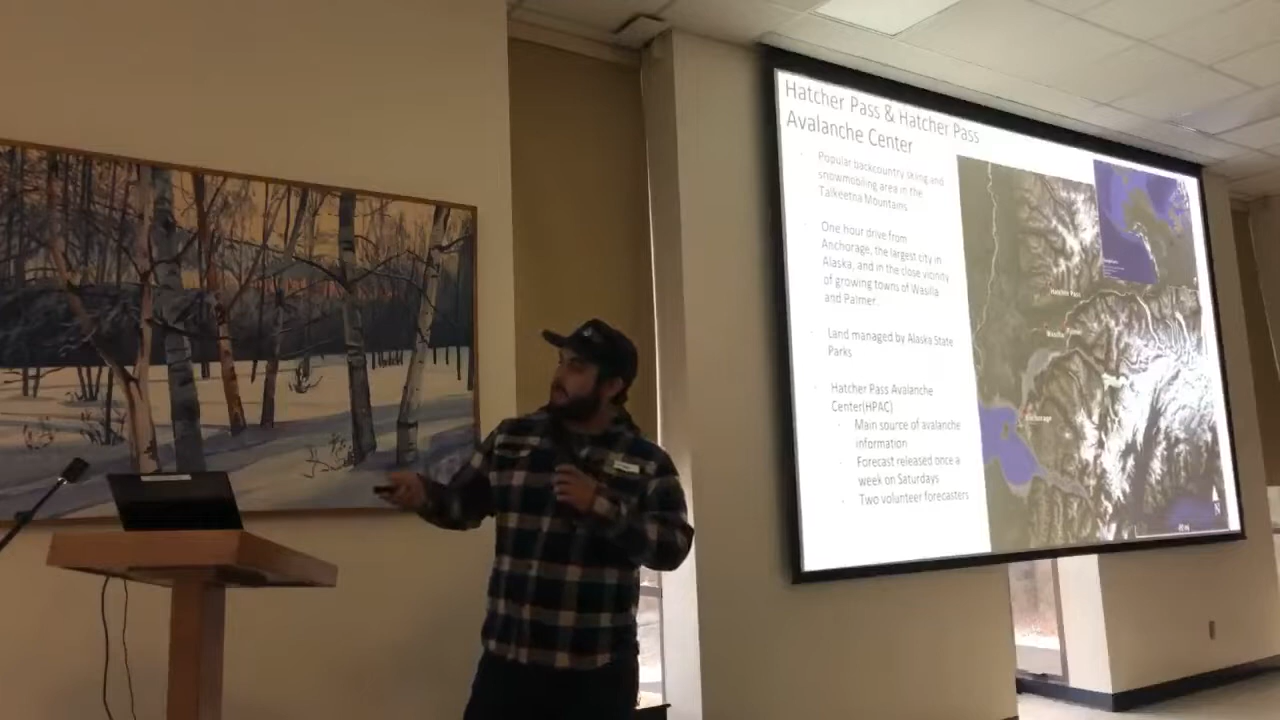 Hatcher Pass & Hatcher Pass
Avalanche Center
Popular backcountry skiing and
snowmobiling area in the
Talkeetna Mountains
One hour drive from
Anchorage, the largest city in
Alaska, and in the close vicinity
of growing towns of Wasilla
and Palmer.
Land managed by Alaska State
Parks
Hatcher Pass Avalanche
Center(HPAC)
Main source of avalanche
information
Forecast released once a
week on Saturdays
Two volunteer forecasters
Hatcher Pass
Wasilla Palmer
Anchorage
N